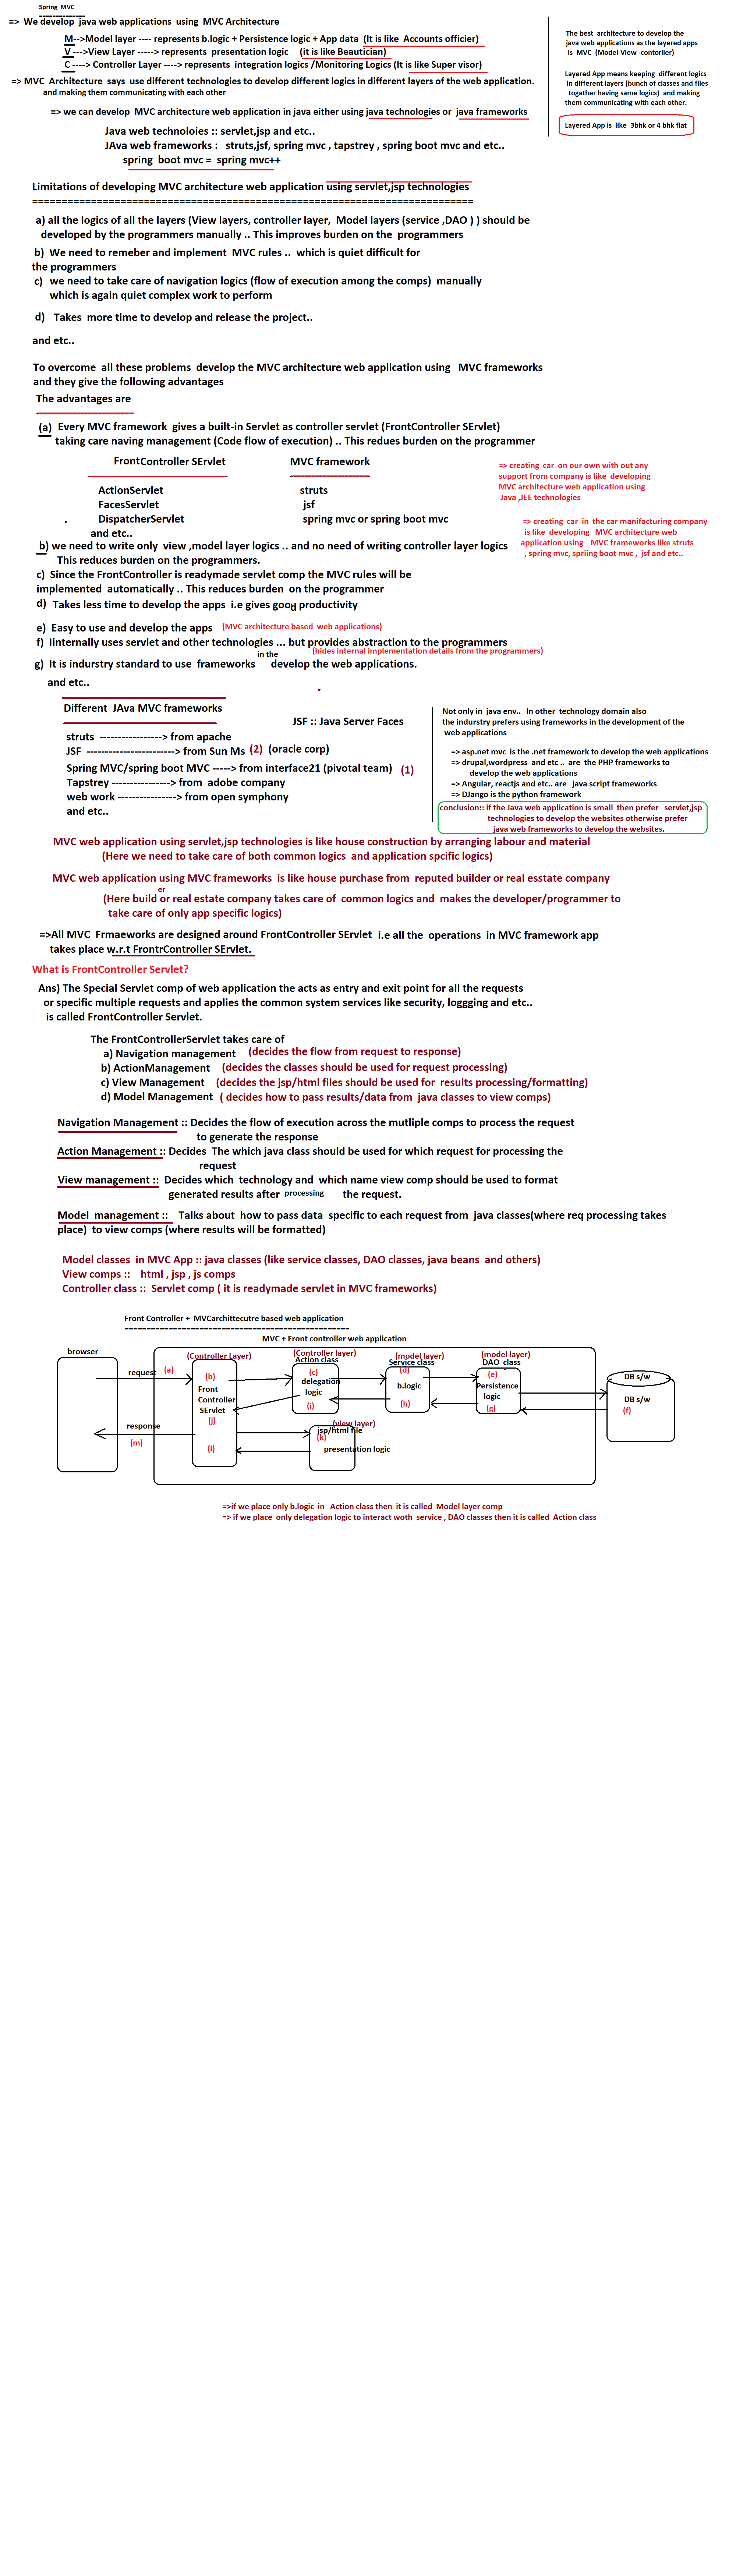 Spring MVC
==============
=> We develop java web applications using MVC Architecture
M-->Model layer ---- represents b.logic + Persistence logic + App data (It is like Accounts officier)
V --->View Layer -----> represents presentation logic (it is like Beautician)
C ----> Controller Layer ----> represents integration logics /Monitoring Logics (It is like Super visor)
=> MVC Architecture says use different technologies to develop different logics in different layers of the web application.
and making them communicating with each other
=> we can develop MVC architecture web application in java either using java technologies or java frameworks
Java web technoloies :: servlet,jsp and etc..
JAva web frameworks : struts,jsf, spring mvc , tapstrey , spring boot mvc and etc..
spring boot mvc = spring mvc++
The best architecture to develop the
java web applications as the layered apps
is MVC (Model-View -contorller)
Layered App means keeping different logics
in different layers (bunch of classes and files
togather having same logics) and making
them communicating with each other.
Layered App is like 3bhk or 4 bhk flat
Limitations of developing MVC architecture web application using servlet,jsp technologies
===========================================================================
a) all the logics of all the layers (View layers, controller layer, Model layers (service ,DAO ) ) should be
developed by the programmers manually .. This improves burden on the programmers
b) We need to remeber and implement MVC rules .. which is quiet difficult for
the programmers
c) we need to take care of navigation logics (flow of execution among the comps) manually
which is again quiet complex work to perform
d) Takes more time to develop and release the project..
and etc..
To overcome all these problems develop the MVC architecture web application using MVC frameworks
and they give the following advantages
The advantages are
-------------------------
(a) Every MVC framework gives a built-in Servlet as controller servlet (FrontController SErvlet)
taking care naving management (Code flow of execution) .. This redues burden on the programmer
FrontController SErvlet MVC framework
ActionServlet struts
FacesServlet jsf
. DispatcherServlet spring mvc or spring boot mvc
and etc..
=> creating car on our own with out any
support from company is like developing
MVC architecture web application using
Java ,JEE technologies
=> creating car in the car manifacturing company
is like developing MVC architecture web
application using MVC frameworks like struts
, spring mvc, spriing boot mvc , jsf and etc..
b) we need to write only view ,model layer logics .. and no need of writing controller layer logics
This reduces burden on the programmers.
c) Since the FrontController is readymade servlet comp the MVC rules will be
implemented automatically .. This reduces burden on the programmer
d) Takes less time to develop the apps i.e gives good productivity
e) Easy to use and develop the apps (MVC architecture based web applications)
f) Iinternally uses servlet and other technologies ... but provides abstraction to the programmers
(hides internal implementation details from the programmers)
in the
g) It is indurstry standard to use frameworks develop the web applications.
and etc..
Different JAva MVC frameworks
JSF :: Java Server Faces
struts -----------------> from apache
JSF ------------------------> from Sun Ms (2) (oracle corp)
Spring MVC/spring boot MVC -----> from interface21 (pivotal team) (1)
Tapstrey ----------------> from adobe company
web work ----------------> from open symphony
and etc..
Not only in java env.. In other technology domain also
the indurstry prefers using frameworks in the development of the
web applications
=> asp.net mvc is the .net framework to develop the web applications
=> drupal,wordpress and etc .. are the PHP frameworks to
develop the web applications
=> Angular, reactjs and etc.. are java script frameworks
=> DJango is the python framework
conclusion:: if the Java web application is small then prefer servlet,jsp
technologies to develop the websites otherwise prefer
java web frameworks to develop the websites.
MVC web application using servlet,jsp technologies is like house construction by arranging labour and material
(Here we need to take care of both common logics and application spcific logics)
MVC web application using MVC frameworks is like house purchase from reputed builder or real esstate company
er
(Here build or real estate company takes care of common logics and makes the developer/programmer to
take care of only app specific logics)
=>All MVC Frmaeworks are designed around FrontController SErvlet i.e all the operations in MVC framework app
takes place w.r.t FrontrController SErvlet.
What is FrontController Servlet?
Ans) The Special Servlet comp of web application the acts as entry and exit point for all the requests
or specific multiple requests and applies the common system services like security, loggging and etc..
is called FrontController Servlet.
The FrontControllerServlet takes care of
a) Navigation management (decides the flow from request to response)
b) ActionManagement (decides the classes should be used for request processing)
c) View Management (decides the jsp/html files should be used for results processing/formatting)
d) Model Management ( decides how to pass results/data from java classes to view comps)
Navigation Management :: Decides the flow of execution across the mutliple comps to process the request
to generate the response
Action Management :: Decides The which java class should be used for which request for processing the
request
View management :: Decides which technology and which name view comp should be used to format
generated results after processing the request.
Model management :: Talks about how to pass data specific to each request from java classes(where req processing takes
place) to view comps (where results will be formatted)
Model classes in MVC App :: java classes (like service classes, DAO classes, java beans and others)
View comps :: html , jsp , js comps
Controller class :: Servlet comp ( it is readymade servlet in MVC frameworks)
Front Controller + MVCarchittecutre based web application
===================================================
MVC + Front controller web application
browser
request (a)
response
(m)
(Controller Layer)
(b)
Front
Controller
SErvlet
(j)
(l)
(Controller layer)
Action class
(c)
delegation
logic
(i)
(model layer)
Service class
(d)
b.logic
(h)
(model layer)
DAO class
(e)
Persistence
logic
(g)
DB s/w
DB s/w
(f)
(view layer)
jsp/html file
(k)
presentation logic
=>if we place only b.logic in Action class then it is called Model layer comp
=> if we place only delegation logic to interact woth service , DAO classes then it is called Action class